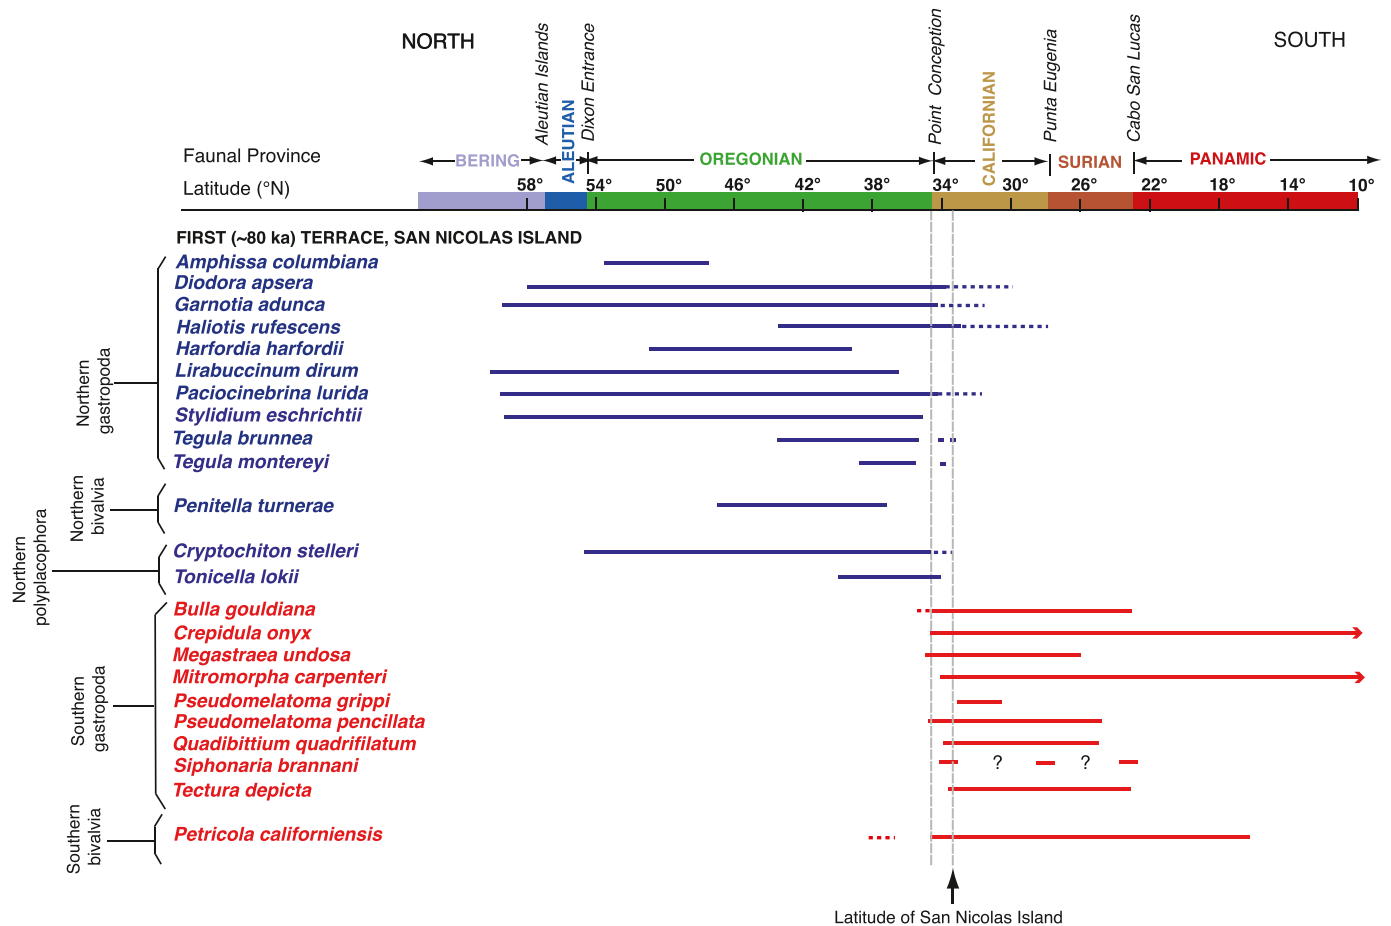 NORTH
SOUTH
Aleutian Islands
ALEUTIAN
Dixon Entrance
Point Conception
CALIFORNIAN
Punta Eugenia
Cabo San Lucas
Faunal Province
BERING
OREGONIAN
SURIAN
PANAMIC
Latitude (°N)
58° 54° 50° 46° 42° 38° 34° 30° 26° 22° 18° 14° 10°
FIRST (~80 ka) TERRACE, SAN NICOLAS ISLAND
Northern
gastropoda
Amphissa columbiana
Diodora apsera
Garnotia adunca
Haliotis rufescens
Harfordia harfordii
Lirabuccinum dirum
Paciocinebrina lurida
Stylidium eschrichtii
Tegula brunnea
Tegula montereyi
Northern
bivalvia
Penitella turnerae
Northern
polyplacophora
Cryptochiton stelleri
Tonicella lokii
Southern
gastropoda
Bulla gouldiana
Crepidula onyx
Megastraea undosa
Mitromorpha carpenteri
Pseudomelatoma grippi
Pseudomelatoma pencillata
Quadibittium quadrifilatum
Siphonaria brannani
? ?
Tectura depicta
Southern
bivalvia
Petricola californiensis
Latitude of San Nicolas Island